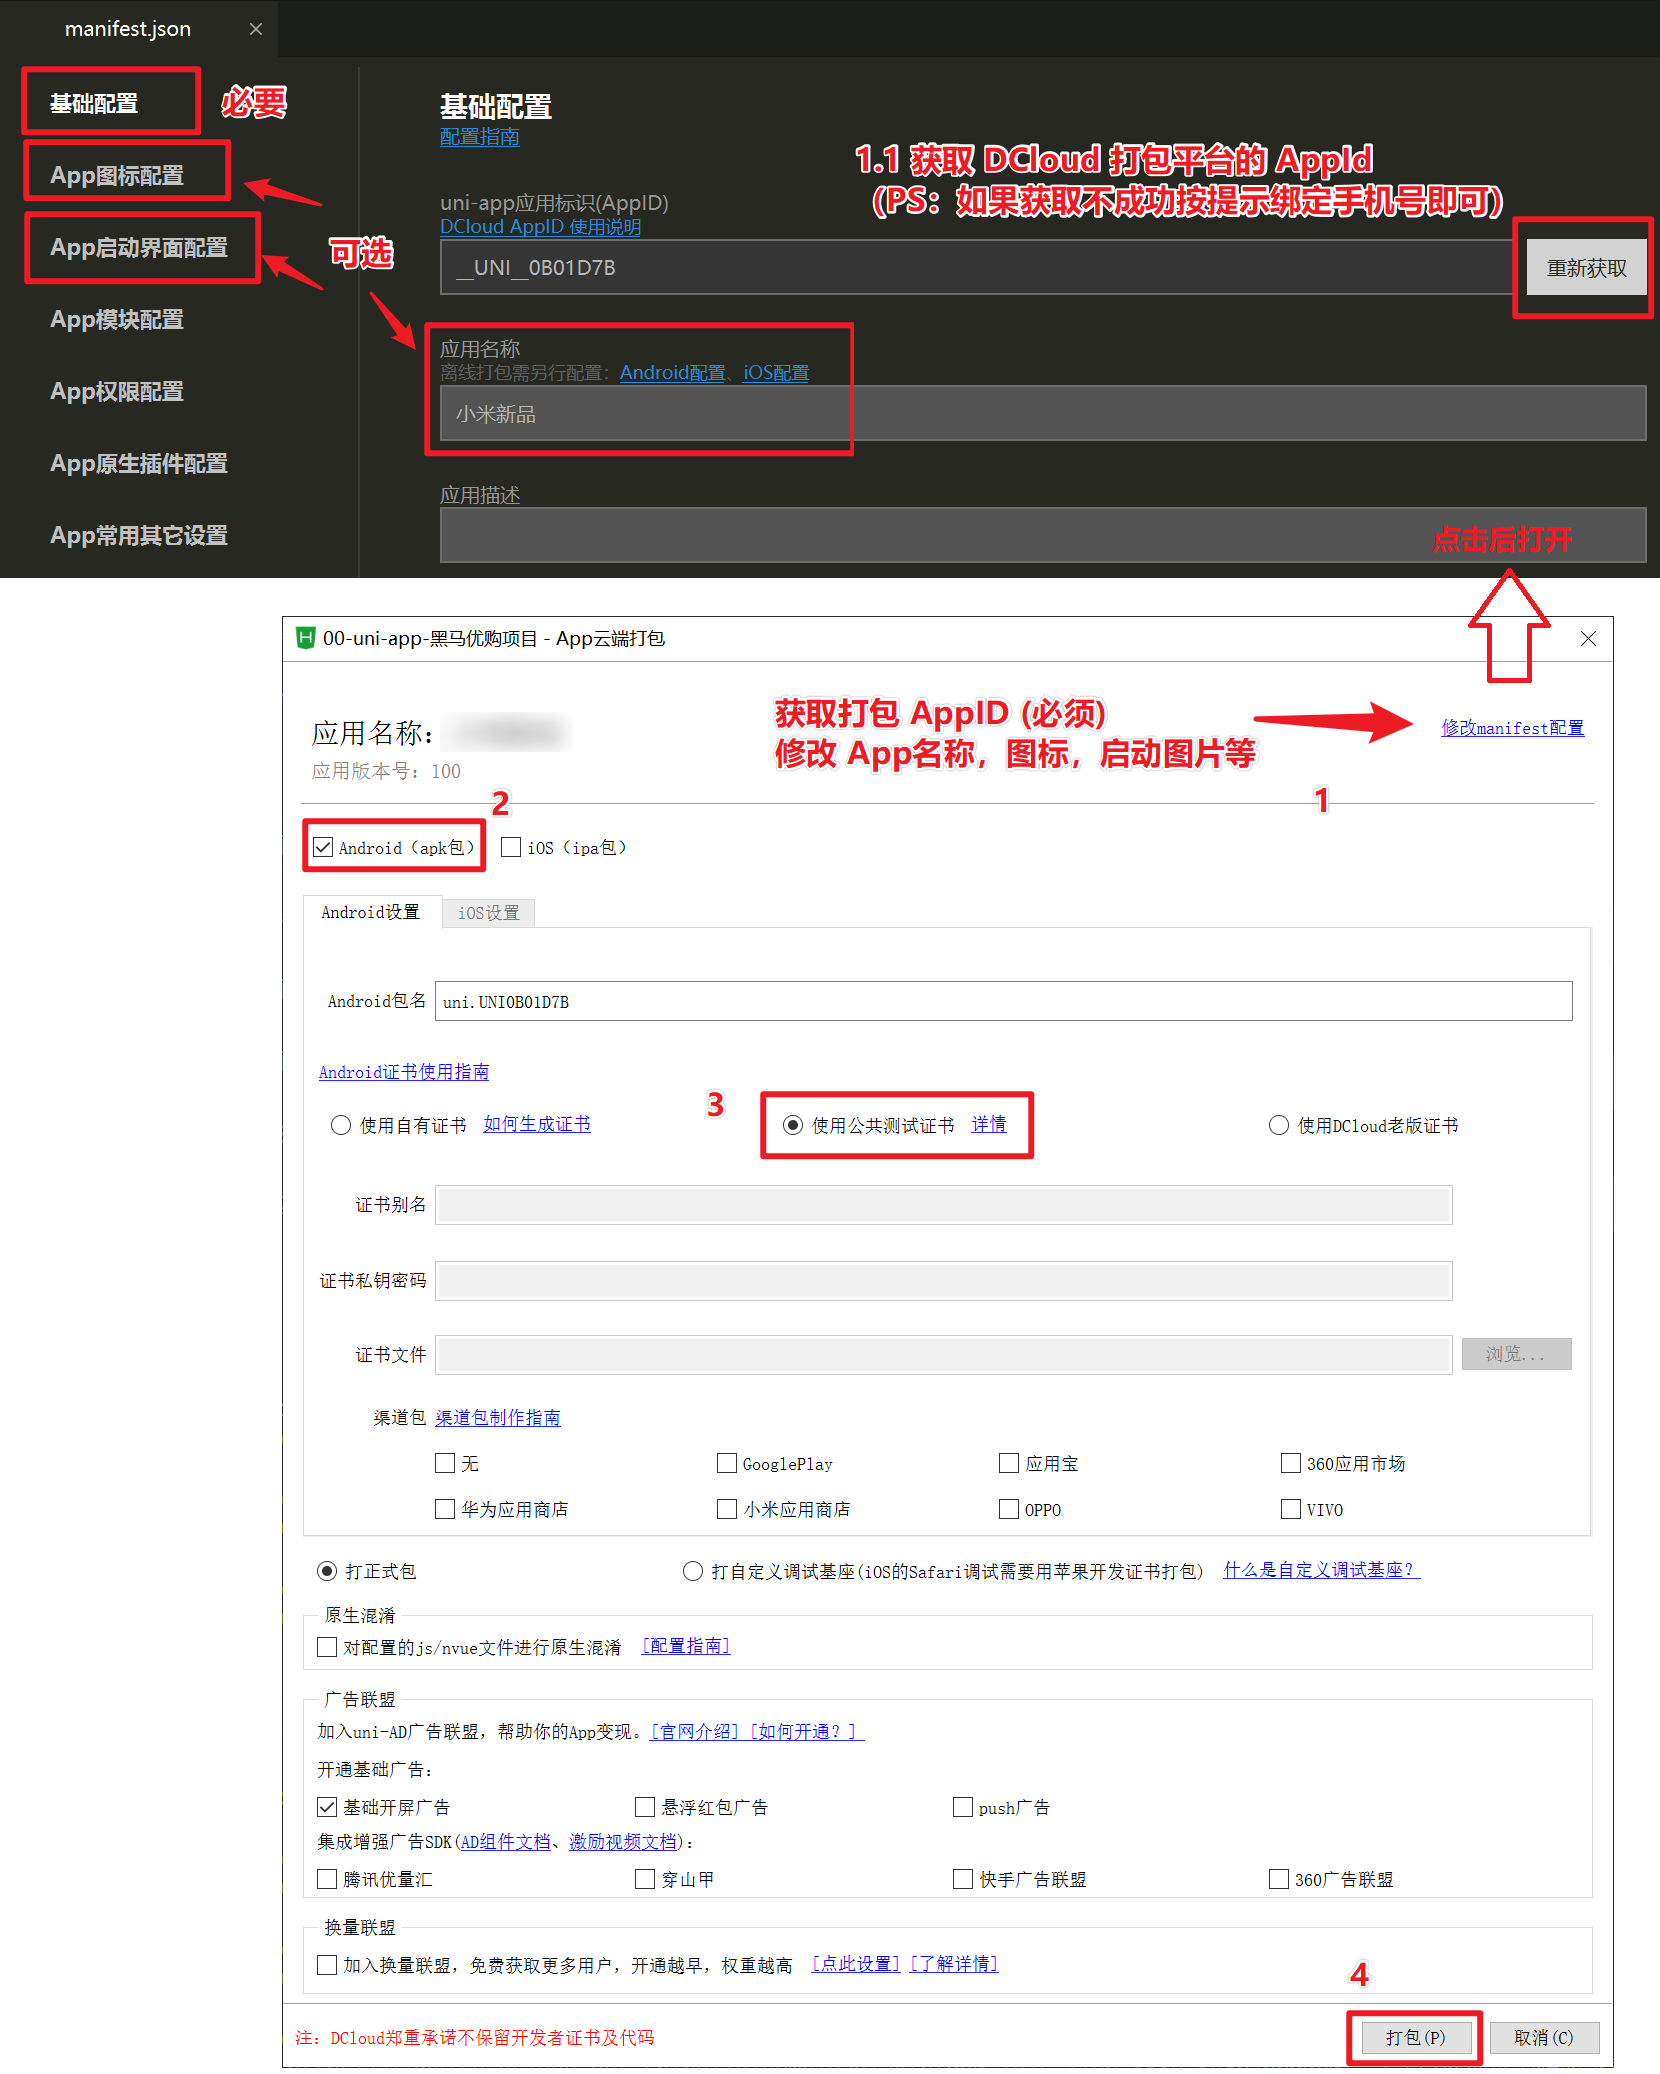 manifest.json ×
基础配置
必要
App图标配置
App启动界面配置
可选
App模块配置
App权限配置
App原生插件配置
App常用其它设置
基础配置
配置指南
1.1 获取 DCloud 打包平台的 AppId
（PS：如果获取不成功按提示绑定手机号即可）
uni-app应用标识(AppID)
DCloud AppID 使用说明
__UNI__0B01D7B
重新获取
应用名称
离线打包需另行配置：Android配置、iOS配置
小米新品
应用描述
点击后打开
00-uni-app-黑马优购项目 - App云端打包
应用名称：
应用版本号：100
获取打包 AppID (必须)
修改 App名称，图标，启动图片等
修改manifest配置
1
2
Android（apk包） iOS（ipa包）
Android设置 iOS设置
Android包名 uni.UNI0B01D7B
Android证书使用指南
使用自有证书 如何生成证书
3
使用公共测试证书 详情
使用DCloud老版证书
证书别名
证书私钥密码
证书文件 浏览...
渠道包 渠道包制作指南
无 GooglePlay 应用宝 360应用市场
华为应用商店 小米应用商店 OPPO VIVO
打正式包 打自定义调试基座(iOS的Safari调试需要用苹果开发证书打包) 什么是自定义调试基座？
原生混淆
对配置的js/nvue文件进行原生混淆 [配置指南]
广告联盟
加入uni-AD广告联盟，帮助你的App变现。[官网介绍] [如何开通？]
开通基础广告：
基础开屏广告 悬浮红包广告 push广告
集成增强广告SDK(AD组件文档、激励视频文档)：
腾讯优量汇 穿山甲 快手广告联盟 360广告联盟
换量联盟
加入换量联盟，免费获取更多用户，开通越早，权重越高 [点此设置] [了解详情]
4
注：DCloud郑重承诺不保留开发者证书及代码
打包(P) 取消(C)